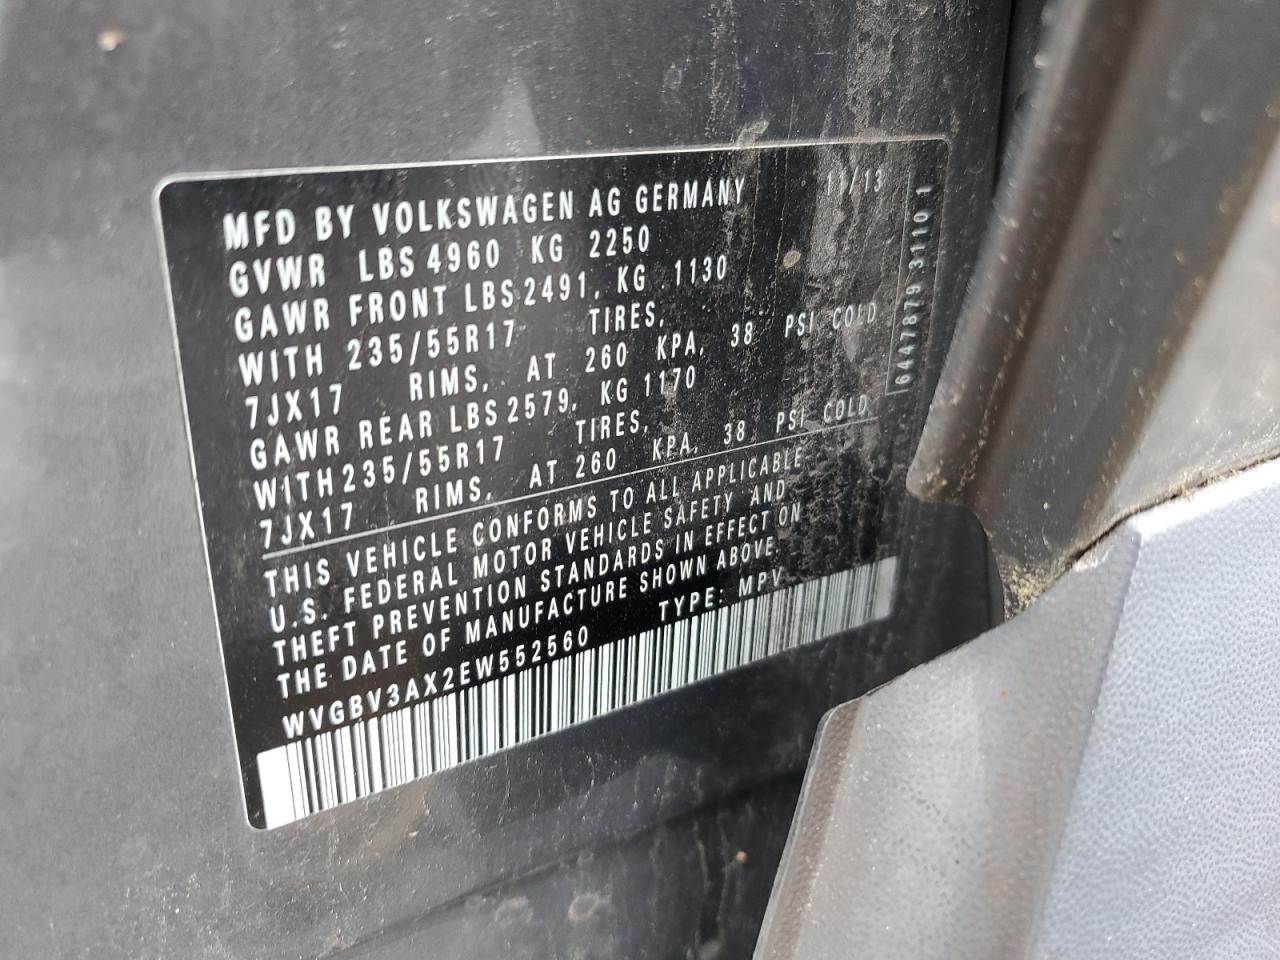 MFD BY VOLKSWAGEN AG GERMANY 11/13
GVWR LBS 4960 KG 2250
GAWR FRONT LBS 2491, KG 1130
WITH 235/55R17 TIRES,
7JX17 RIMS, AT 260 KPA, 38 PSI COLD
GAWR REAR LBS 2579, KG 1170
WITH 235/55R17 TIRES,
7JX17 RIMS, AT 260 KPA, 38 PSI COLD
THIS VEHICLE CONFORMS TO ALL APPLICABLE
U.S. FEDERAL MOTOR VEHICLE SAFETY AND
THEFT PREVENTION STANDARDS IN EFFECT ON
THE DATE OF MANUFACTURE SHOWN ABOVE.
WVGBV3AX2EW552560 TYPE: MPV
6447879 3110 1